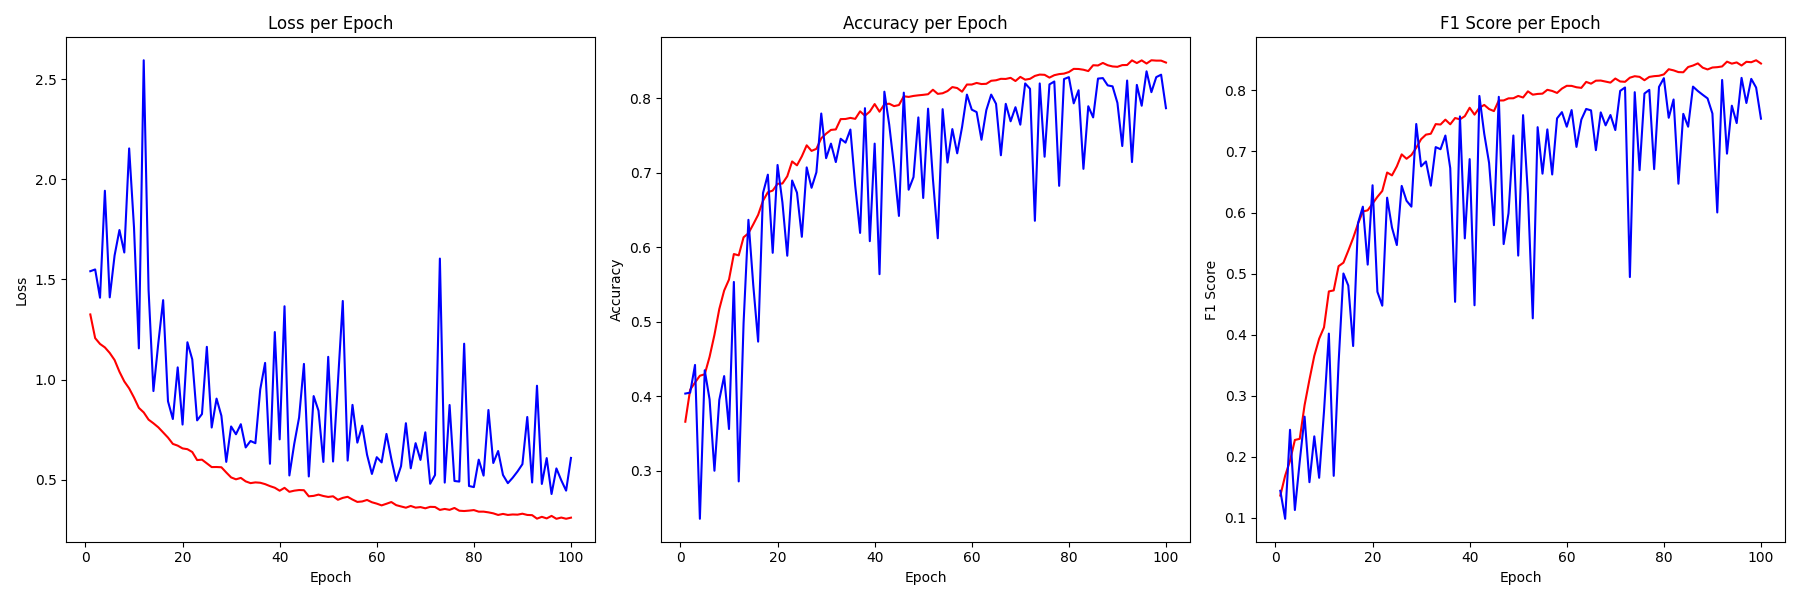 Loss per Epoch
2.5
2.0
1.5
1.0
0.5
Loss
0 20 40 60 80 100
Epoch
Accuracy per Epoch
0.8
0.7
0.6
0.5
0.4
0.3
Accuracy
0 20 40 60 80 100
Epoch
F1 Score per Epoch
0.8
0.7
0.6
0.5
0.4
0.3
0.2
0.1
F1 Score
0 20 40 60 80 100
Epoch